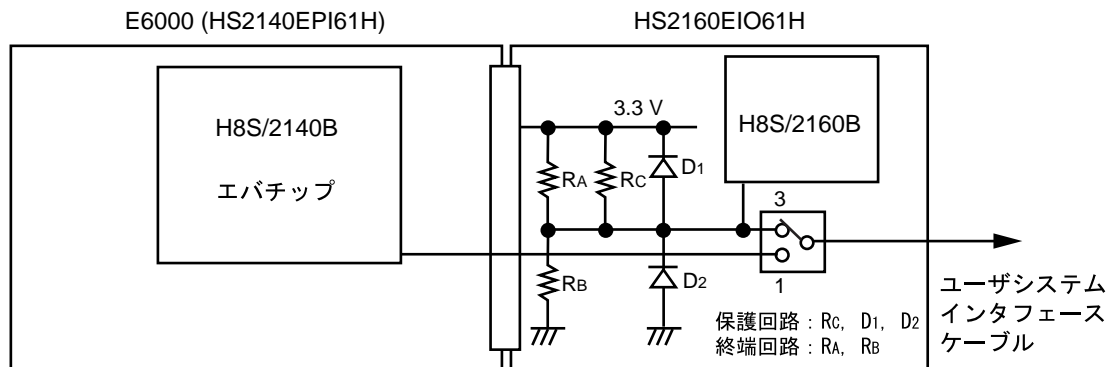 E6000 (HS2140EPI61H)
HS2160EIO61H
H8S/2140B
エバチップ
3.3 V
H8S/2160B
RA
RC
D1
3
RB
D2
1
保護回路：RC, D1, D2
終端回路：RA, RB
ユーザシステム
インタフェース
ケーブル